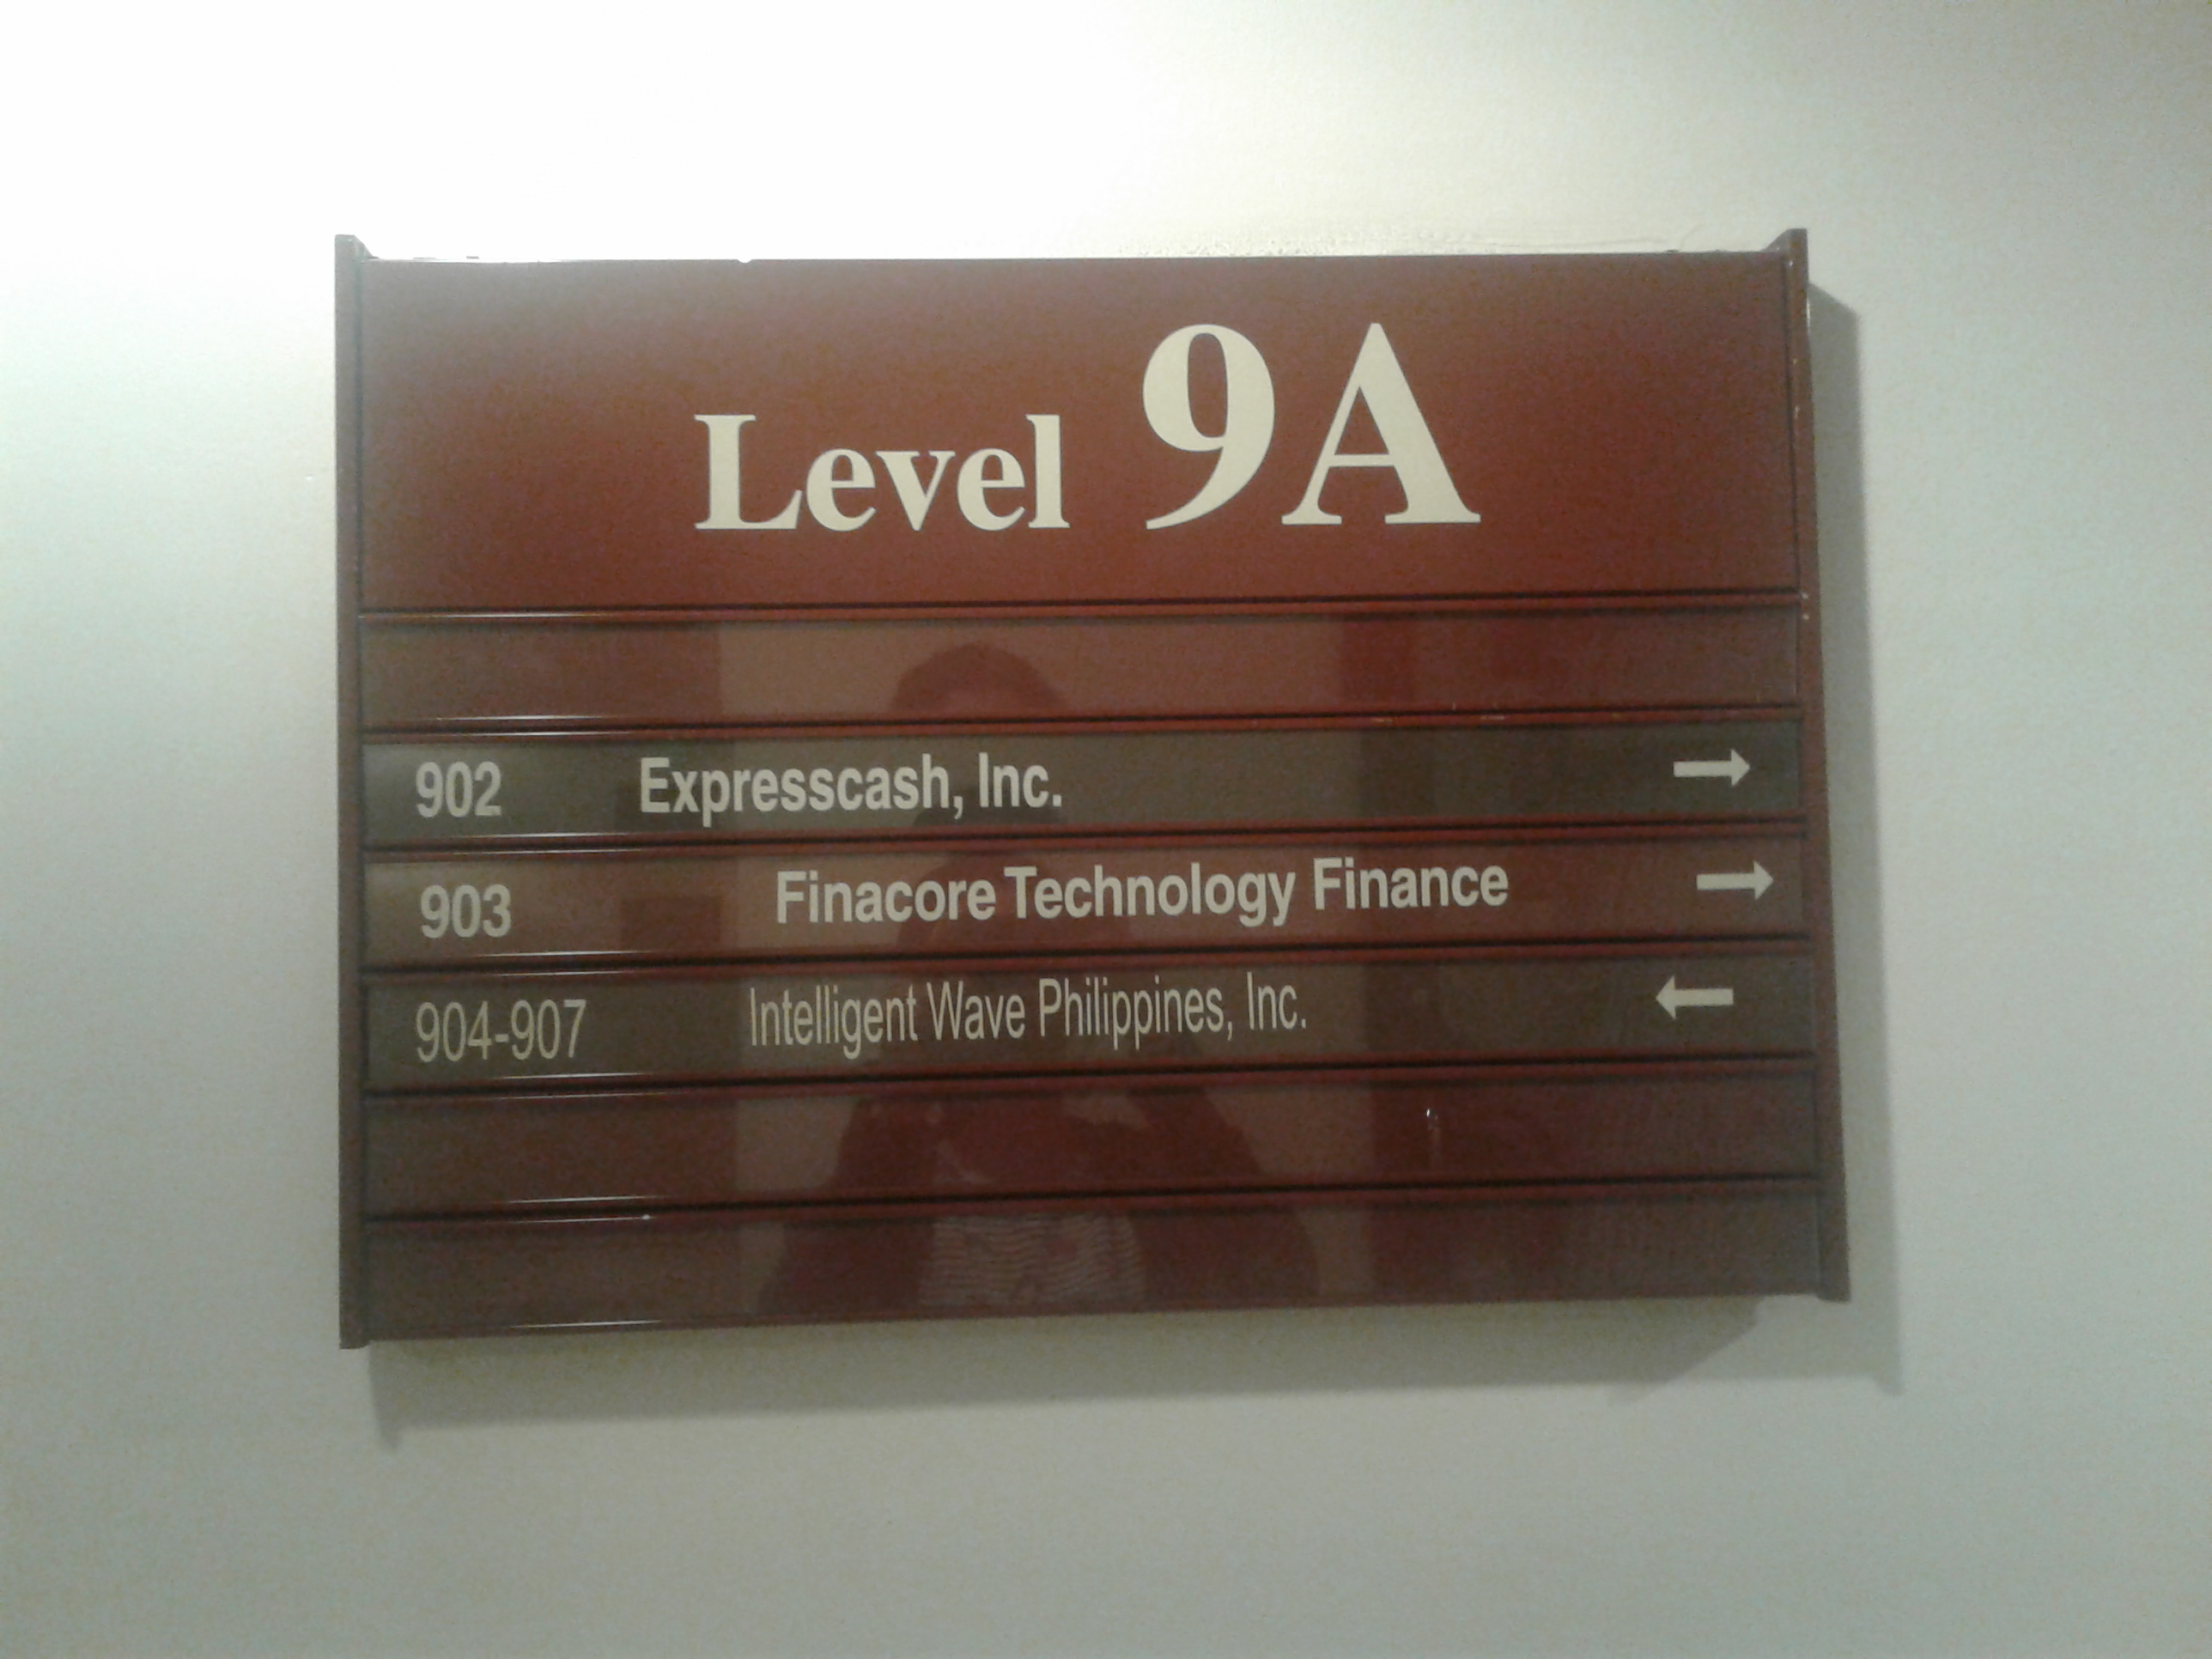 Level 9A
902 Expresscash, Inc. →
903 Finacore Technology Finance →
904-907 Intelligent Wave Philippines, Inc. ←